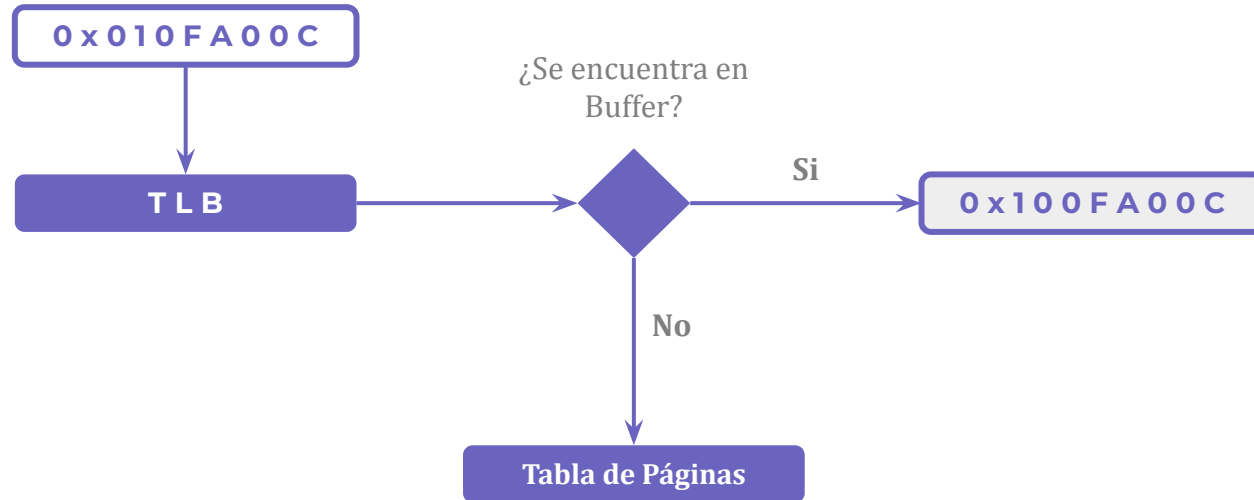 0x010FA00C
¿Se encuentra en
Buffer?
Si
TLB
0x100FA00C
No
Tabla de Páginas